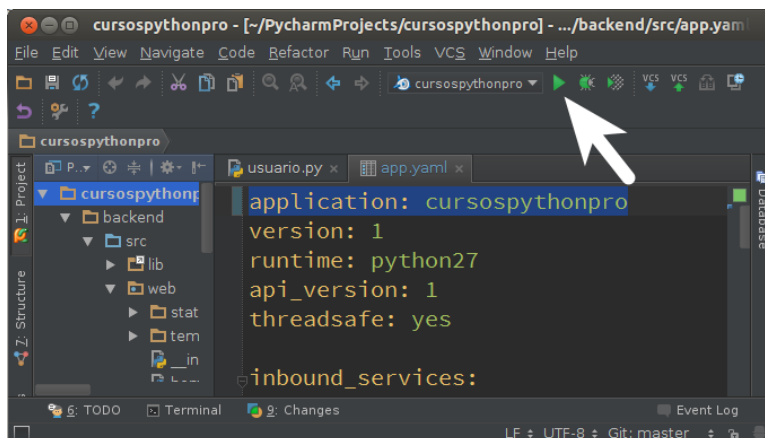 cursospythonpro - [~/PycharmProjects/cursospythonpro] - .../backend/src/app.yaml
File Edit View Navigate Code Refactor Run Tools VCS Window Help
cursospythonpro VCS VCS
?
cursospythonpro
1: Project
P..
usuario.py × app.yaml ×
cursospythonp
backend
src
lib
web
stat
tem
__in
application: cursospythonpro
version: 1
runtime: python27
api_version: 1
threadsafe: yes
inbound_services:
Database
Z: Structure
6: TODO Terminal 9: Changes Event Log
LF UTF-8 Git: master